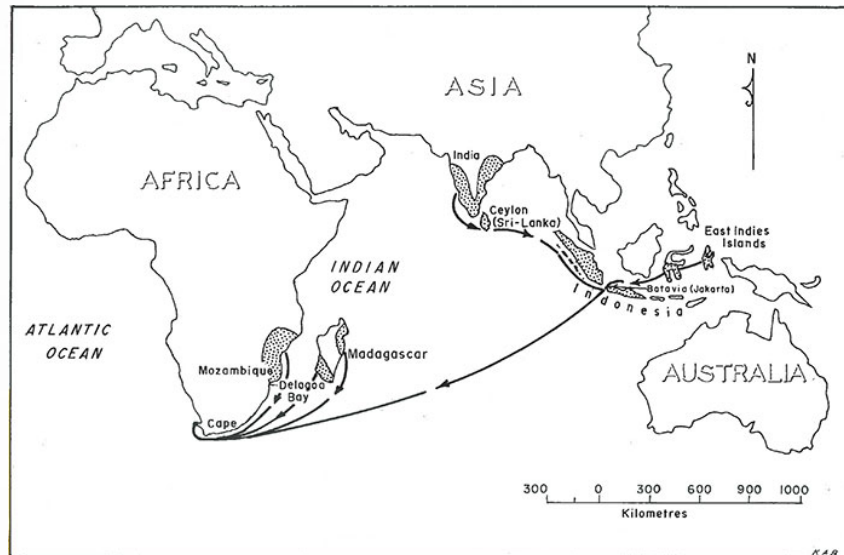 N
ASIA
AFRICA
India
Ceylon
(Sri-Lanka)
East Indies
Islands
INDIAN
OCEAN
Batavia (Jakarta)
Indonesia
ATLANTIC
OCEAN
Mozambique
Madagascar
Delagoa
Bay
AUSTRALIA
Cape
300 0 300 600 900 1000
Kilometres
K.A.B.